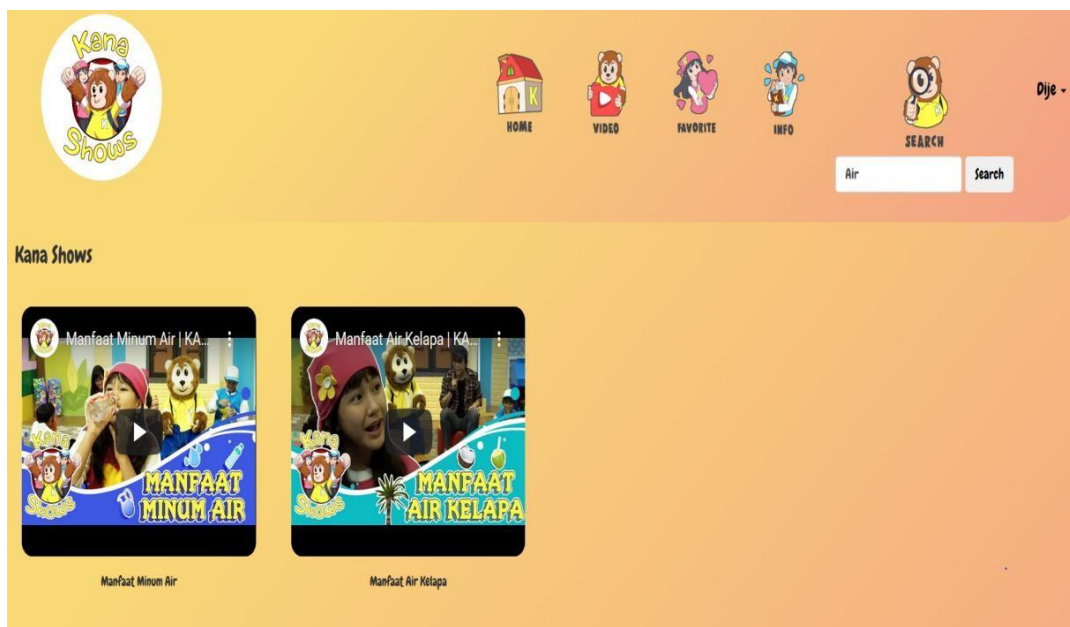 Kana
Shows
K
HOME
VIDEO
FAVORITE
INFO
SEARCH
Dije
Air
Search
Kana Shows
Manfaat Minum Air | KA...
Kana
Shows
MANFAAT
MINUM AIR
Manfaat Minum Air
Manfaat Air Kelapa | KA...
Kana
Shows
MANFAAT
AIR KELAPA
Manfaat Air Kelapa